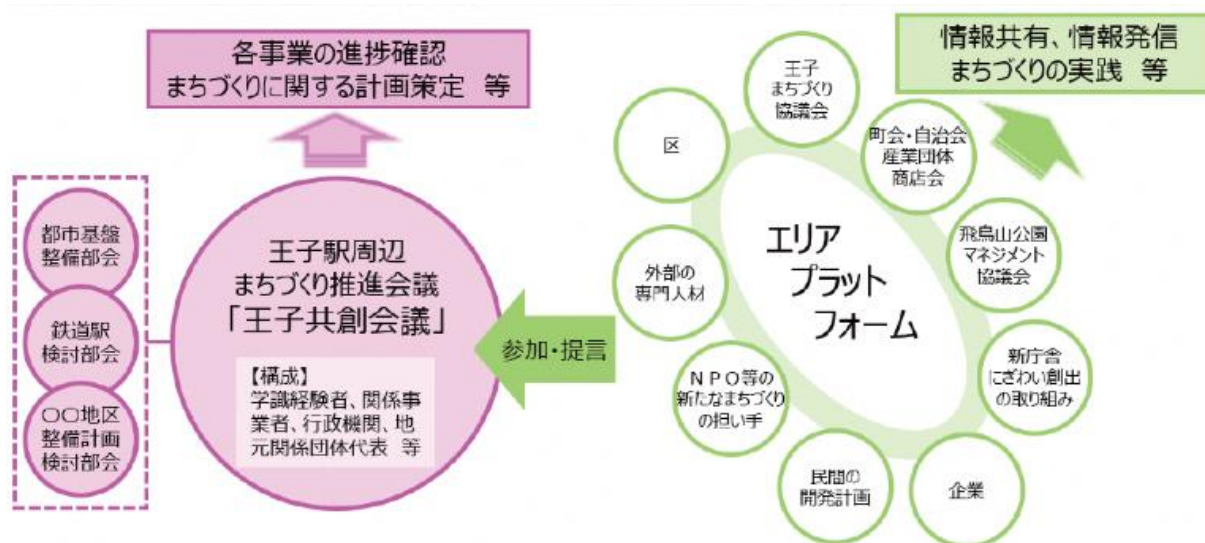 各事業の進捗確認
まちづくりに関する計画策定 等
情報共有、情報発信
まちづくりの実践 等
都市基盤
整備部会
鉄道駅
検討部会
〇〇地区
整備計画
検討部会
王子駅周辺
まちづくり推進会議
「王子共創会議」
【構成】
学識経験者、関係事
業者、行政機関、地
元関係団体代表 等
参加・提言
エリア
プラット
フォーム
王子
まちづくり
協議会
町会・自治会
産業団体
商店会
飛鳥山公園
マネジメント
協議会
新庁舎
にぎわい創出
の取り組み
企業
民間の
開発計画
ＮＰＯ等の
新たなまちづくり
の担い手
外部の
専門人材
区